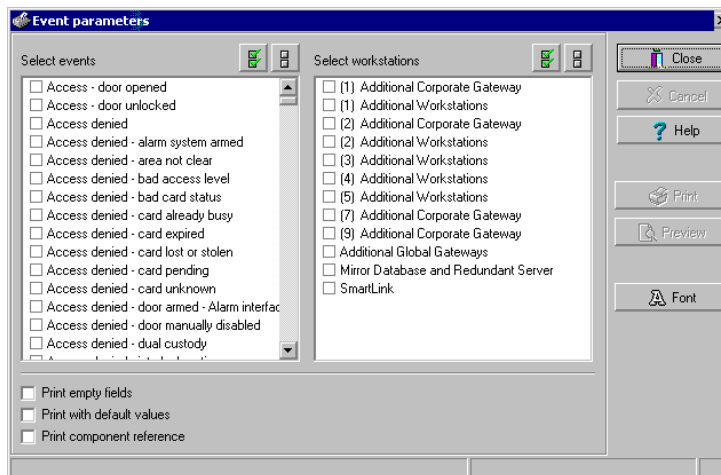 Event parameters
Select events
Select workstations
Close
Cancel
Help
Print
Preview
Font
Access - door opened
Access - door unlocked
Access denied
Access denied - alarm system armed
Access denied - area not clear
Access denied - bad access level
Access denied - bad card status
Access denied - card already busy
Access denied - card expired
Access denied - card lost or stolen
Access denied - card pending
Access denied - card unknown
Access denied - door armed - Alarm interfac
Access denied - door manually disabled
Access denied - dual custody
(1) Additional Corporate Gateway
(1) Additional Workstations
(2) Additional Corporate Gateway
(2) Additional Workstations
(3) Additional Workstations
(4) Additional Workstations
(5) Additional Workstations
(7) Additional Corporate Gateway
(9) Additional Corporate Gateway
Additional Global Gateways
Mirror Database and Redundant Server
SmartLink
Print empty fields
Print with default values
Print component reference